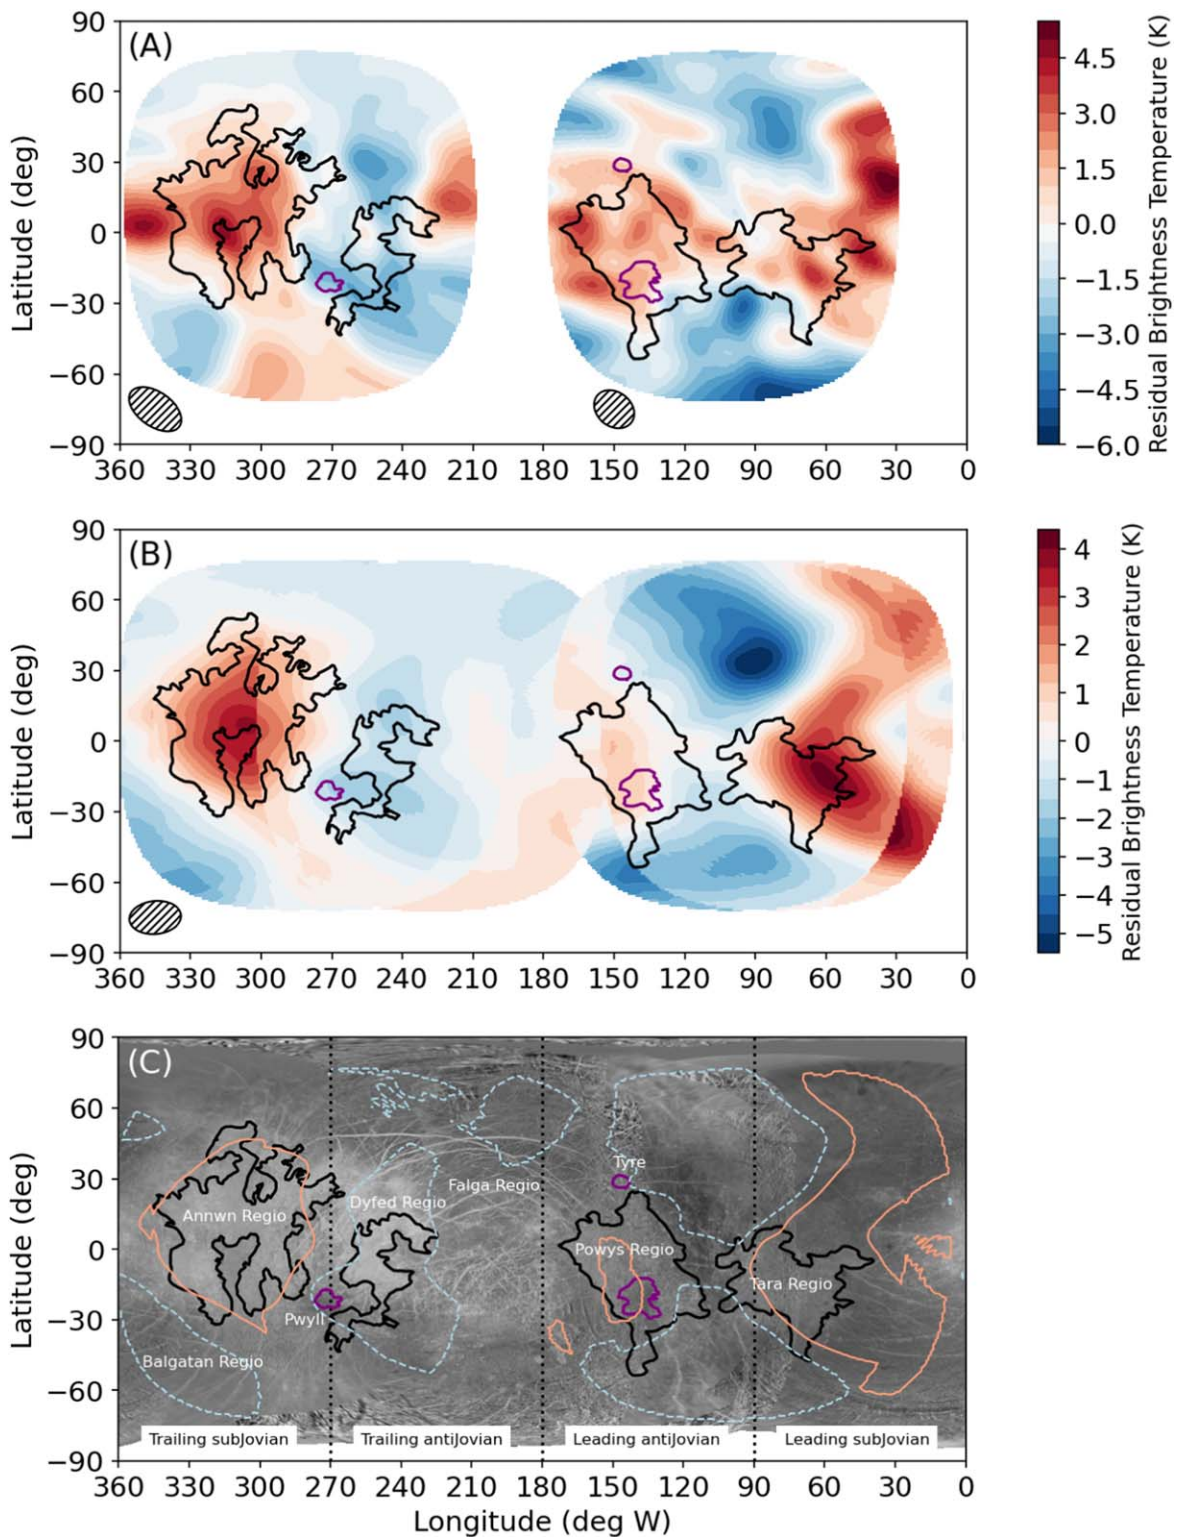 (A)
90
60
30
0
−30
−60
−90
Latitude (deg)
360 330 300 270 240 210 180 150 120 90 60 30 0
4.5
3.0
1.5
0.0
−1.5
−3.0
−4.5
−6.0
Residual Brightness Temperature (K)
(B)
90
60
30
0
−30
−60
−90
Latitude (deg)
360 330 300 270 240 210 180 150 120 90 60 30 0
4
3
2
1
0
−1
−2
−3
−4
−5
Residual Brightness Temperature (K)
(C)
90
60
30
0
−30
−60
−90
Latitude (deg)
Tyre
Falga Regio
Dyfed Regio
Annwn Regio
Powys Regio
Tara Regio
Pwyll
Balgatan Regio
Trailing subJovian
Trailing antiJovian
Leading antiJovian
Leading subJovian
360 330 300 270 240 210 180 150 120 90 60 30 0
Longitude (deg W)